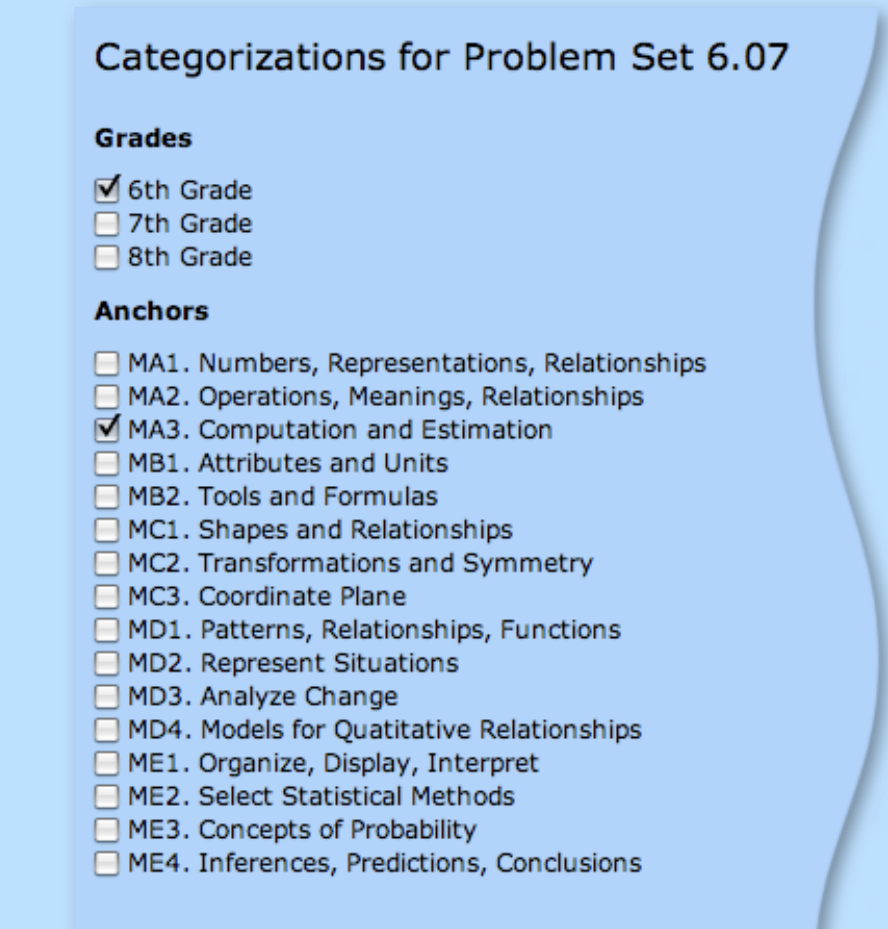 Categorizations for Problem Set 6.07
Grades
6th Grade
7th Grade
8th Grade
Anchors
MA1. Numbers, Representations, Relationships
MA2. Operations, Meanings, Relationships
MA3. Computation and Estimation
MB1. Attributes and Units
MB2. Tools and Formulas
MC1. Shapes and Relationships
MC2. Transformations and Symmetry
MC3. Coordinate Plane
MD1. Patterns, Relationships, Functions
MD2. Represent Situations
MD3. Analyze Change
MD4. Models for Quatitative Relationships
ME1. Organize, Display, Interpret
ME2. Select Statistical Methods
ME3. Concepts of Probability
ME4. Inferences, Predictions, Conclusions